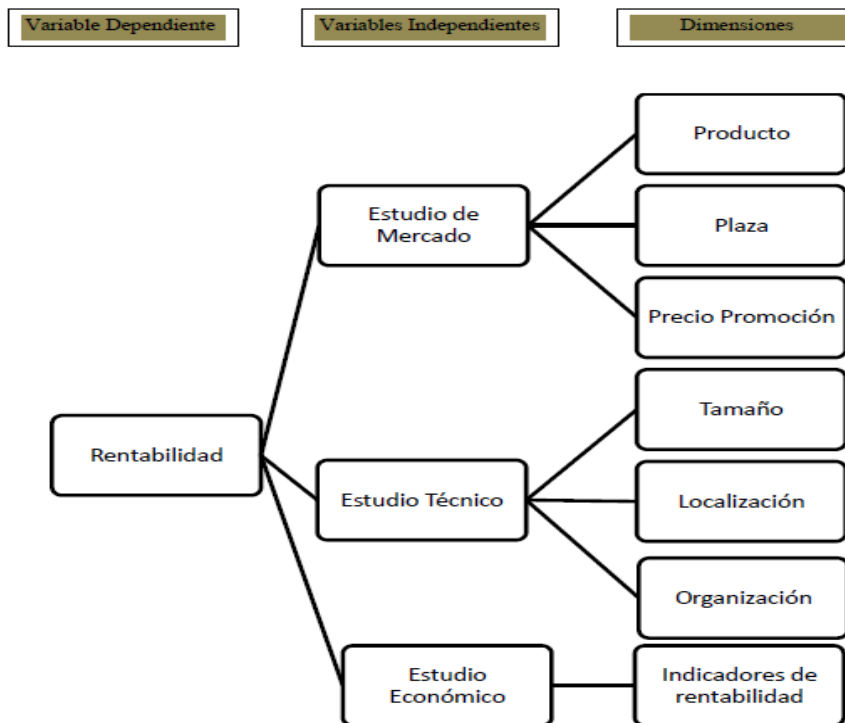 Variable Dependiente
Variables Independientes
Dimensiones
Producto
Estudio de
Mercado
Plaza
Precio Promoción
Tamaño
Rentabilidad
Estudio Técnico
Localización
Organización
Estudio
Económico
Indicadores de
rentabilidad